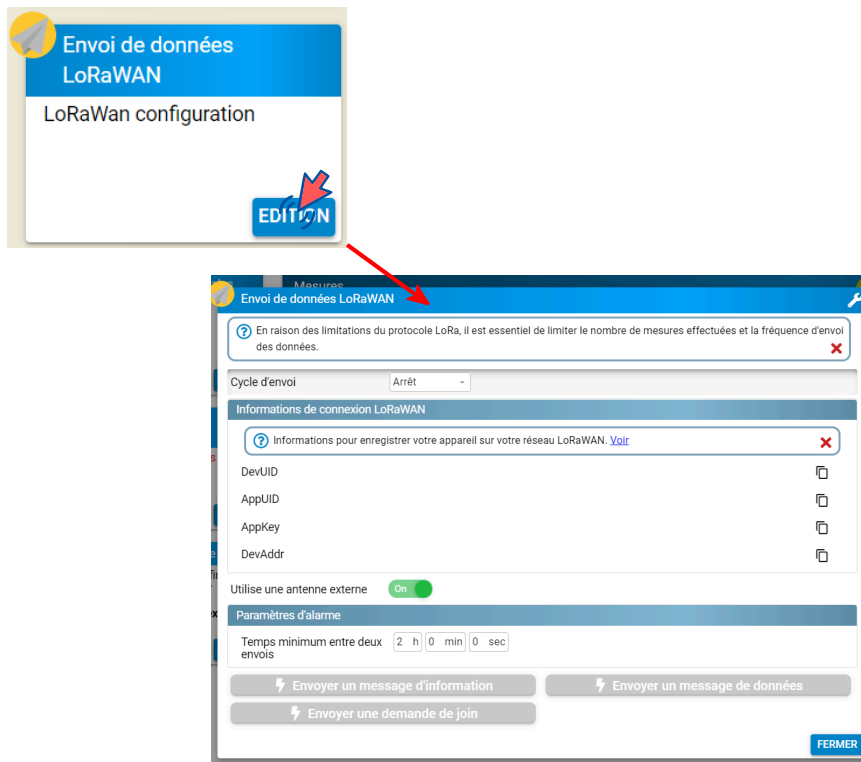 Envoi de données
LoRaWAN
LoRaWan configuration
EDITION
Mesures
Envoi de données LoRaWAN
En raison des limitations du protocole LoRa, il est essentiel de limiter le nombre de mesures effectuées et la fréquence d'envoi
des données.
Cycle d'envoi Arrêt
Informations de connexion LoRaWAN
Informations pour enregistrer votre appareil sur votre réseau LoRaWAN. Voir
DevUID
AppUID
AppKey
DevAddr
Utilise une antenne externe On
Paramètres d'alarme
Temps minimum entre deux 2 h 0 min 0 sec
envois
Envoyer un message d'information Envoyer un message de données
Envoyer une demande de join
FERMER